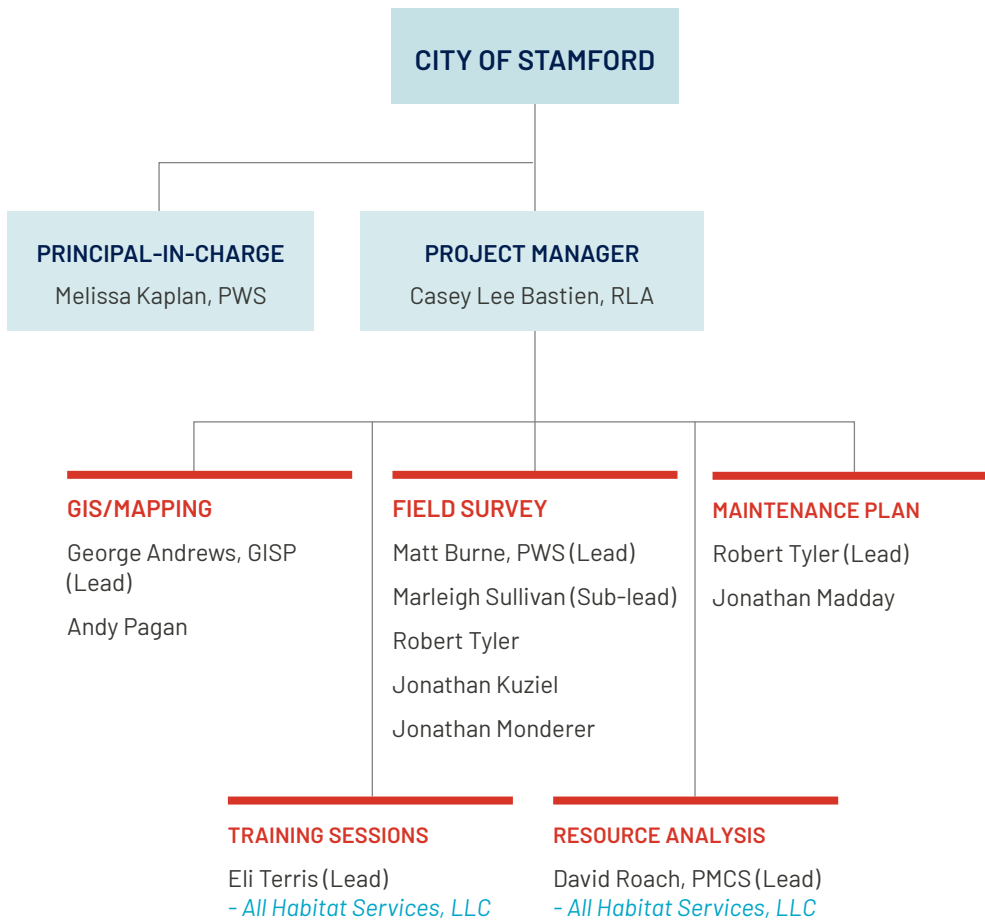 CITY OF STAMFORD
PRINCIPAL-IN-CHARGE
Melissa Kaplan, PWS
PROJECT MANAGER
Casey Lee Bastien, RLA
GIS/MAPPING
George Andrews, GISP
(Lead)
Andy Pagan
FIELD SURVEY
Matt Burne, PWS (Lead)
Marleigh Sullivan (Sub-lead)
Robert Tyler
Jonathan Kuziel
Jonathan Monderer
MAINTENANCE PLAN
Robert Tyler (Lead)
Jonathan Madday
TRAINING SESSIONS
Eli Terris (Lead)
- All Habitat Services, LLC
RESOURCE ANALYSIS
David Roach, PMCS (Lead)
- All Habitat Services, LLC